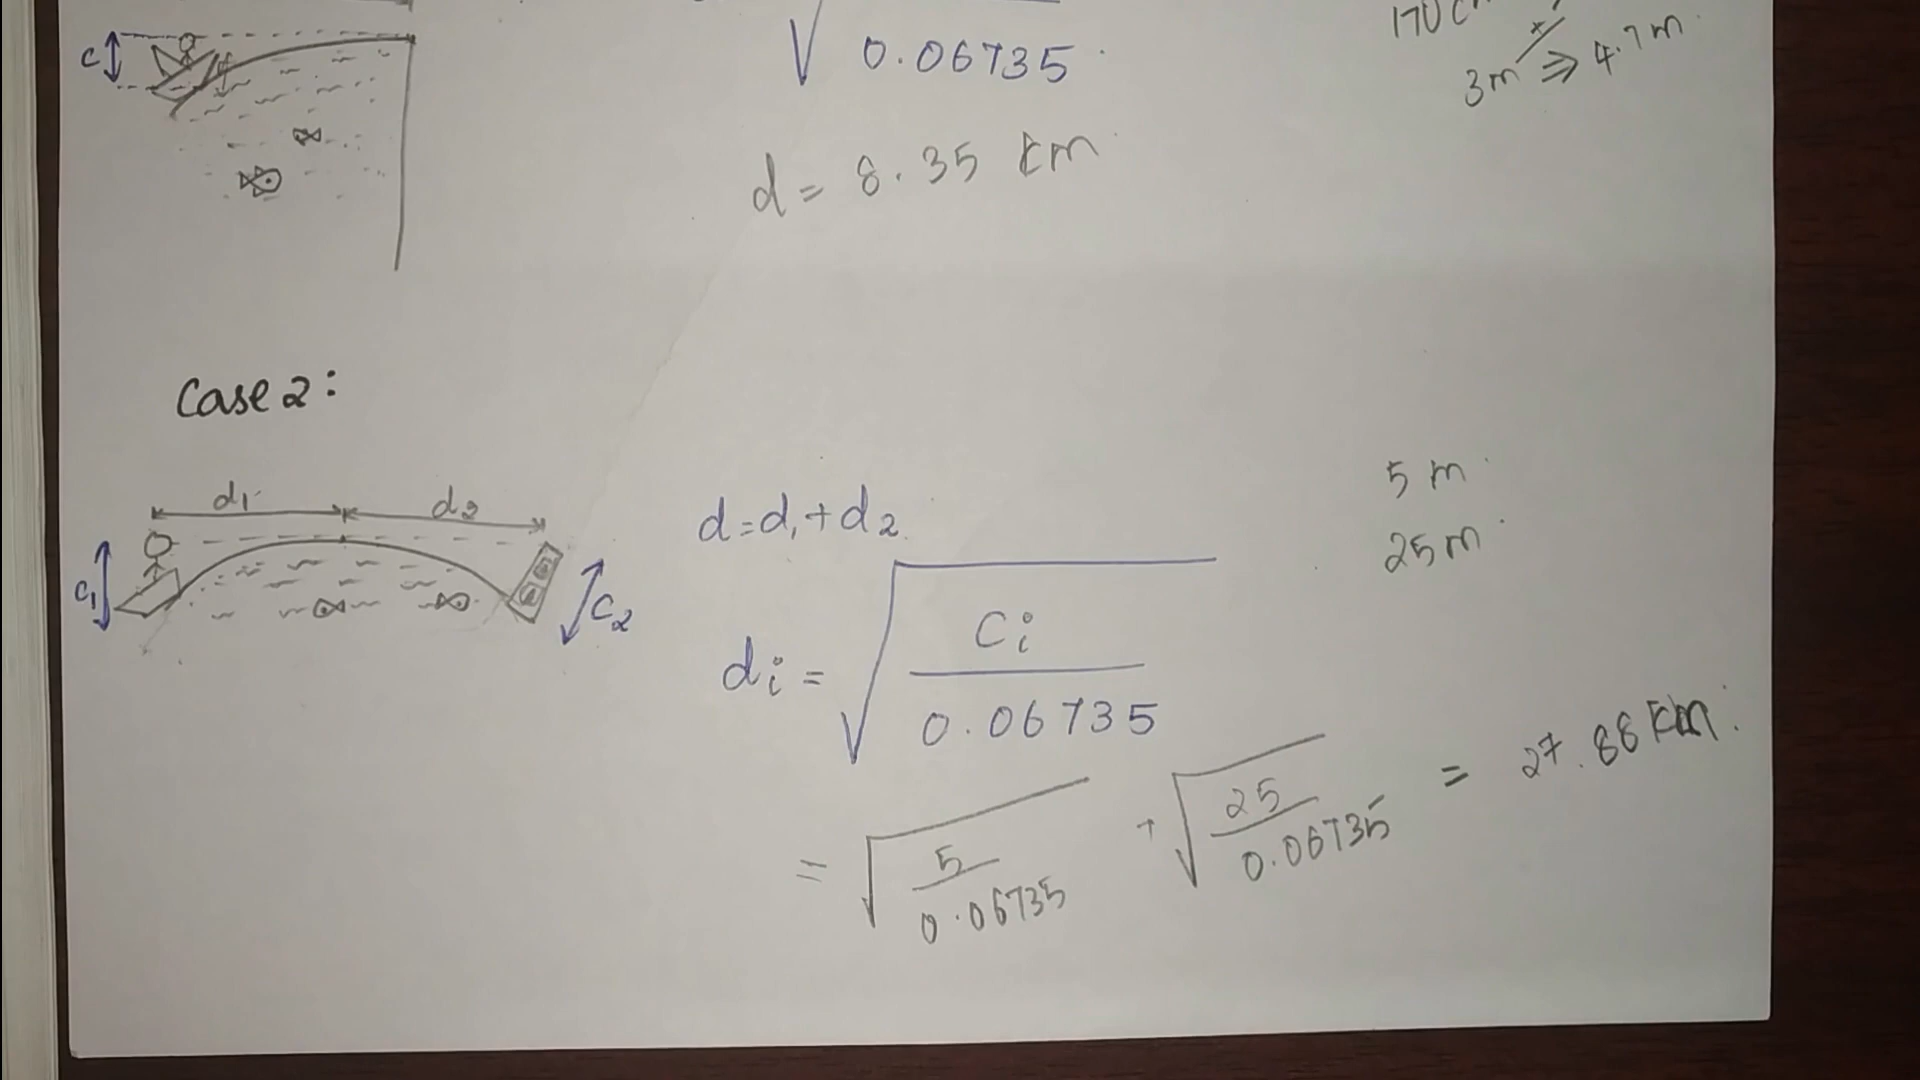 c
√ 0.06735
3m ⇒ 4.7m
d = 8.35 km
Case 2:
d1 d2
c1
c2
d = d1 + d2
5 m
25 m
di = √ Ci / 0.06735
= √ 5 / 0.06735 + √ 25 / 0.06735 = 27.88 km